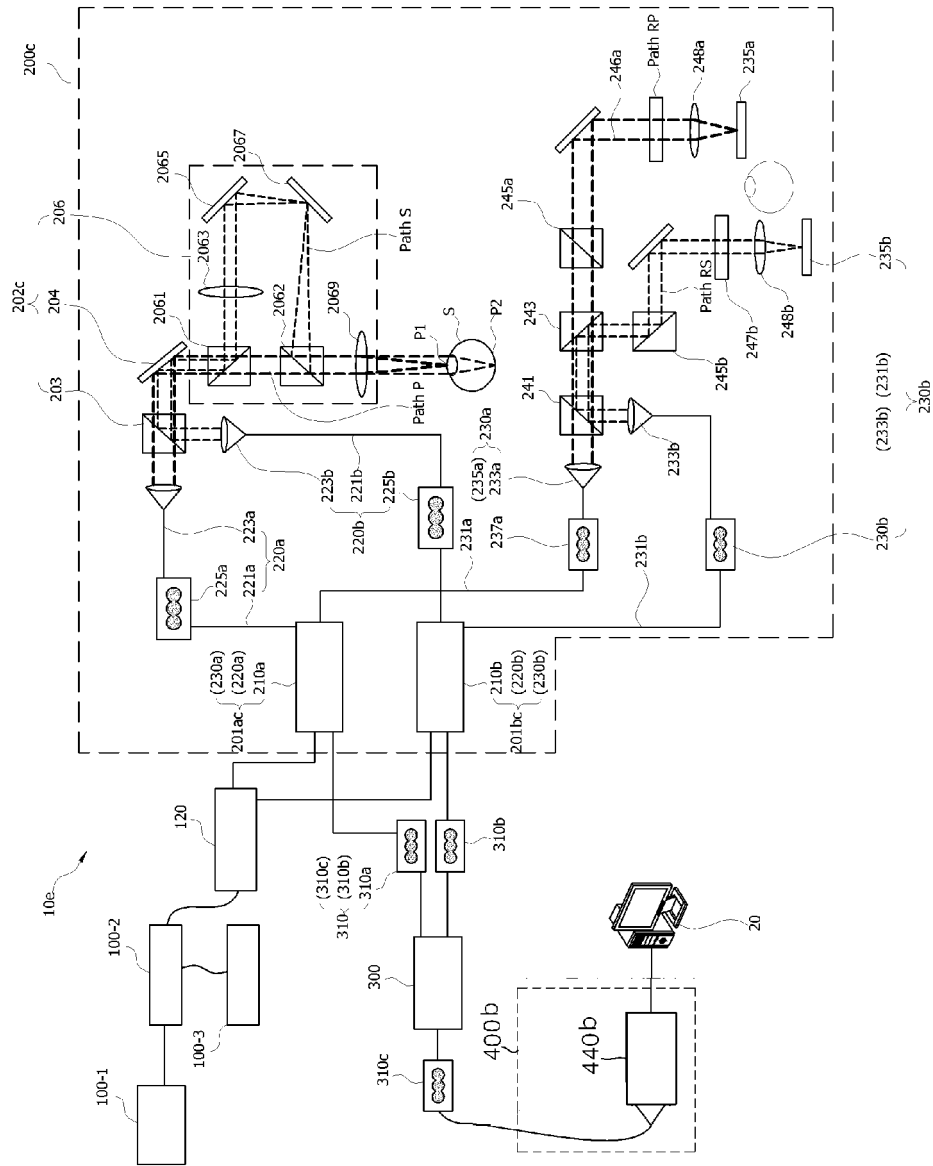 10e
100-1
100-2
100-3
120
200c
202c
203
204
206
2061
2063
2065
2067
2062
2069
Path S
Path P
P1
S
P2
223a
221a
220a
225a
223b
221b
225b
220b
(230a)
(220a)
210a
201ac
210b
(220b)
(230b)
201bc
231a
231b
237a
(235a)
233a
230a
241
243
245a
246a
Path RP
248a
235a
233b
245b
Path RS
247b
248b
235b
(233b)
(231b)
230b
230b
(310c)
(310b)
310
310a
310b
300
310c
400b
440b
20